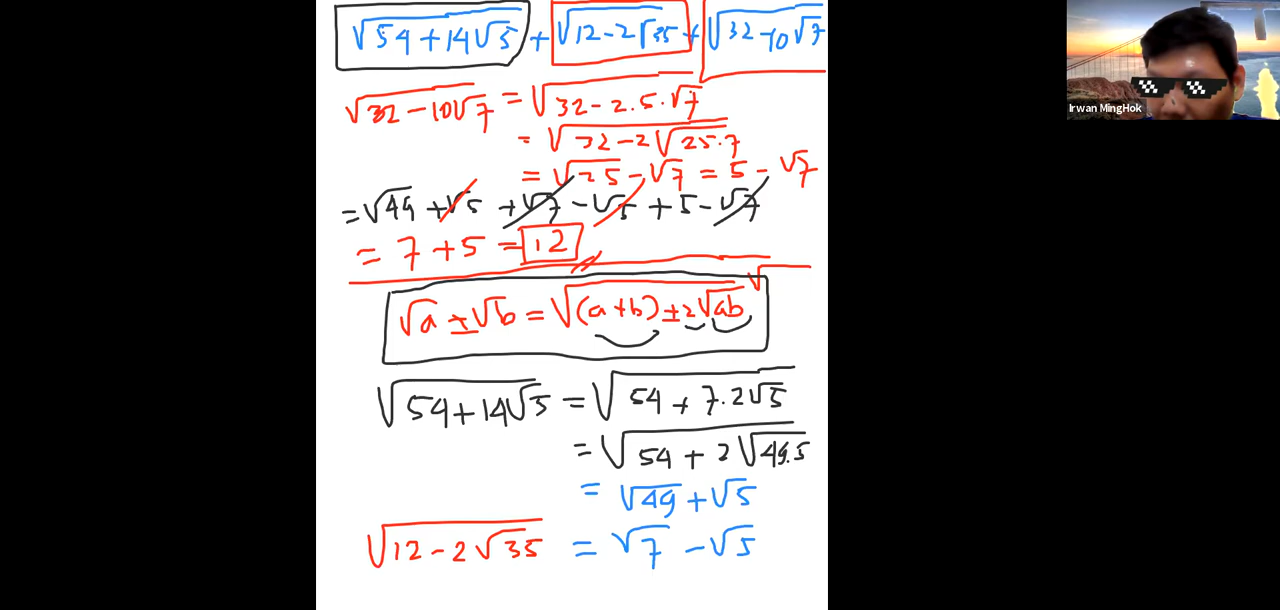 √(54+14√5) + √(12-2√35) + √(32-10√7)
√(32-10√7) = √(32-2.5.√7)
= √(32-2√(25.7))
= √25 - √7 = 5 - √7
= √49 + √5 + √7 - √5 + 5 - √7
= 7 + 5 = 12
√a ± √b = √((a+b) ± 2√ab)
√
√(54+14√5) = √(54 + 7.2√5)
= √(54 + 2√(49.5))
= √49 + √5
√(12-2√35) = √7 - √5
Irwan MingHok